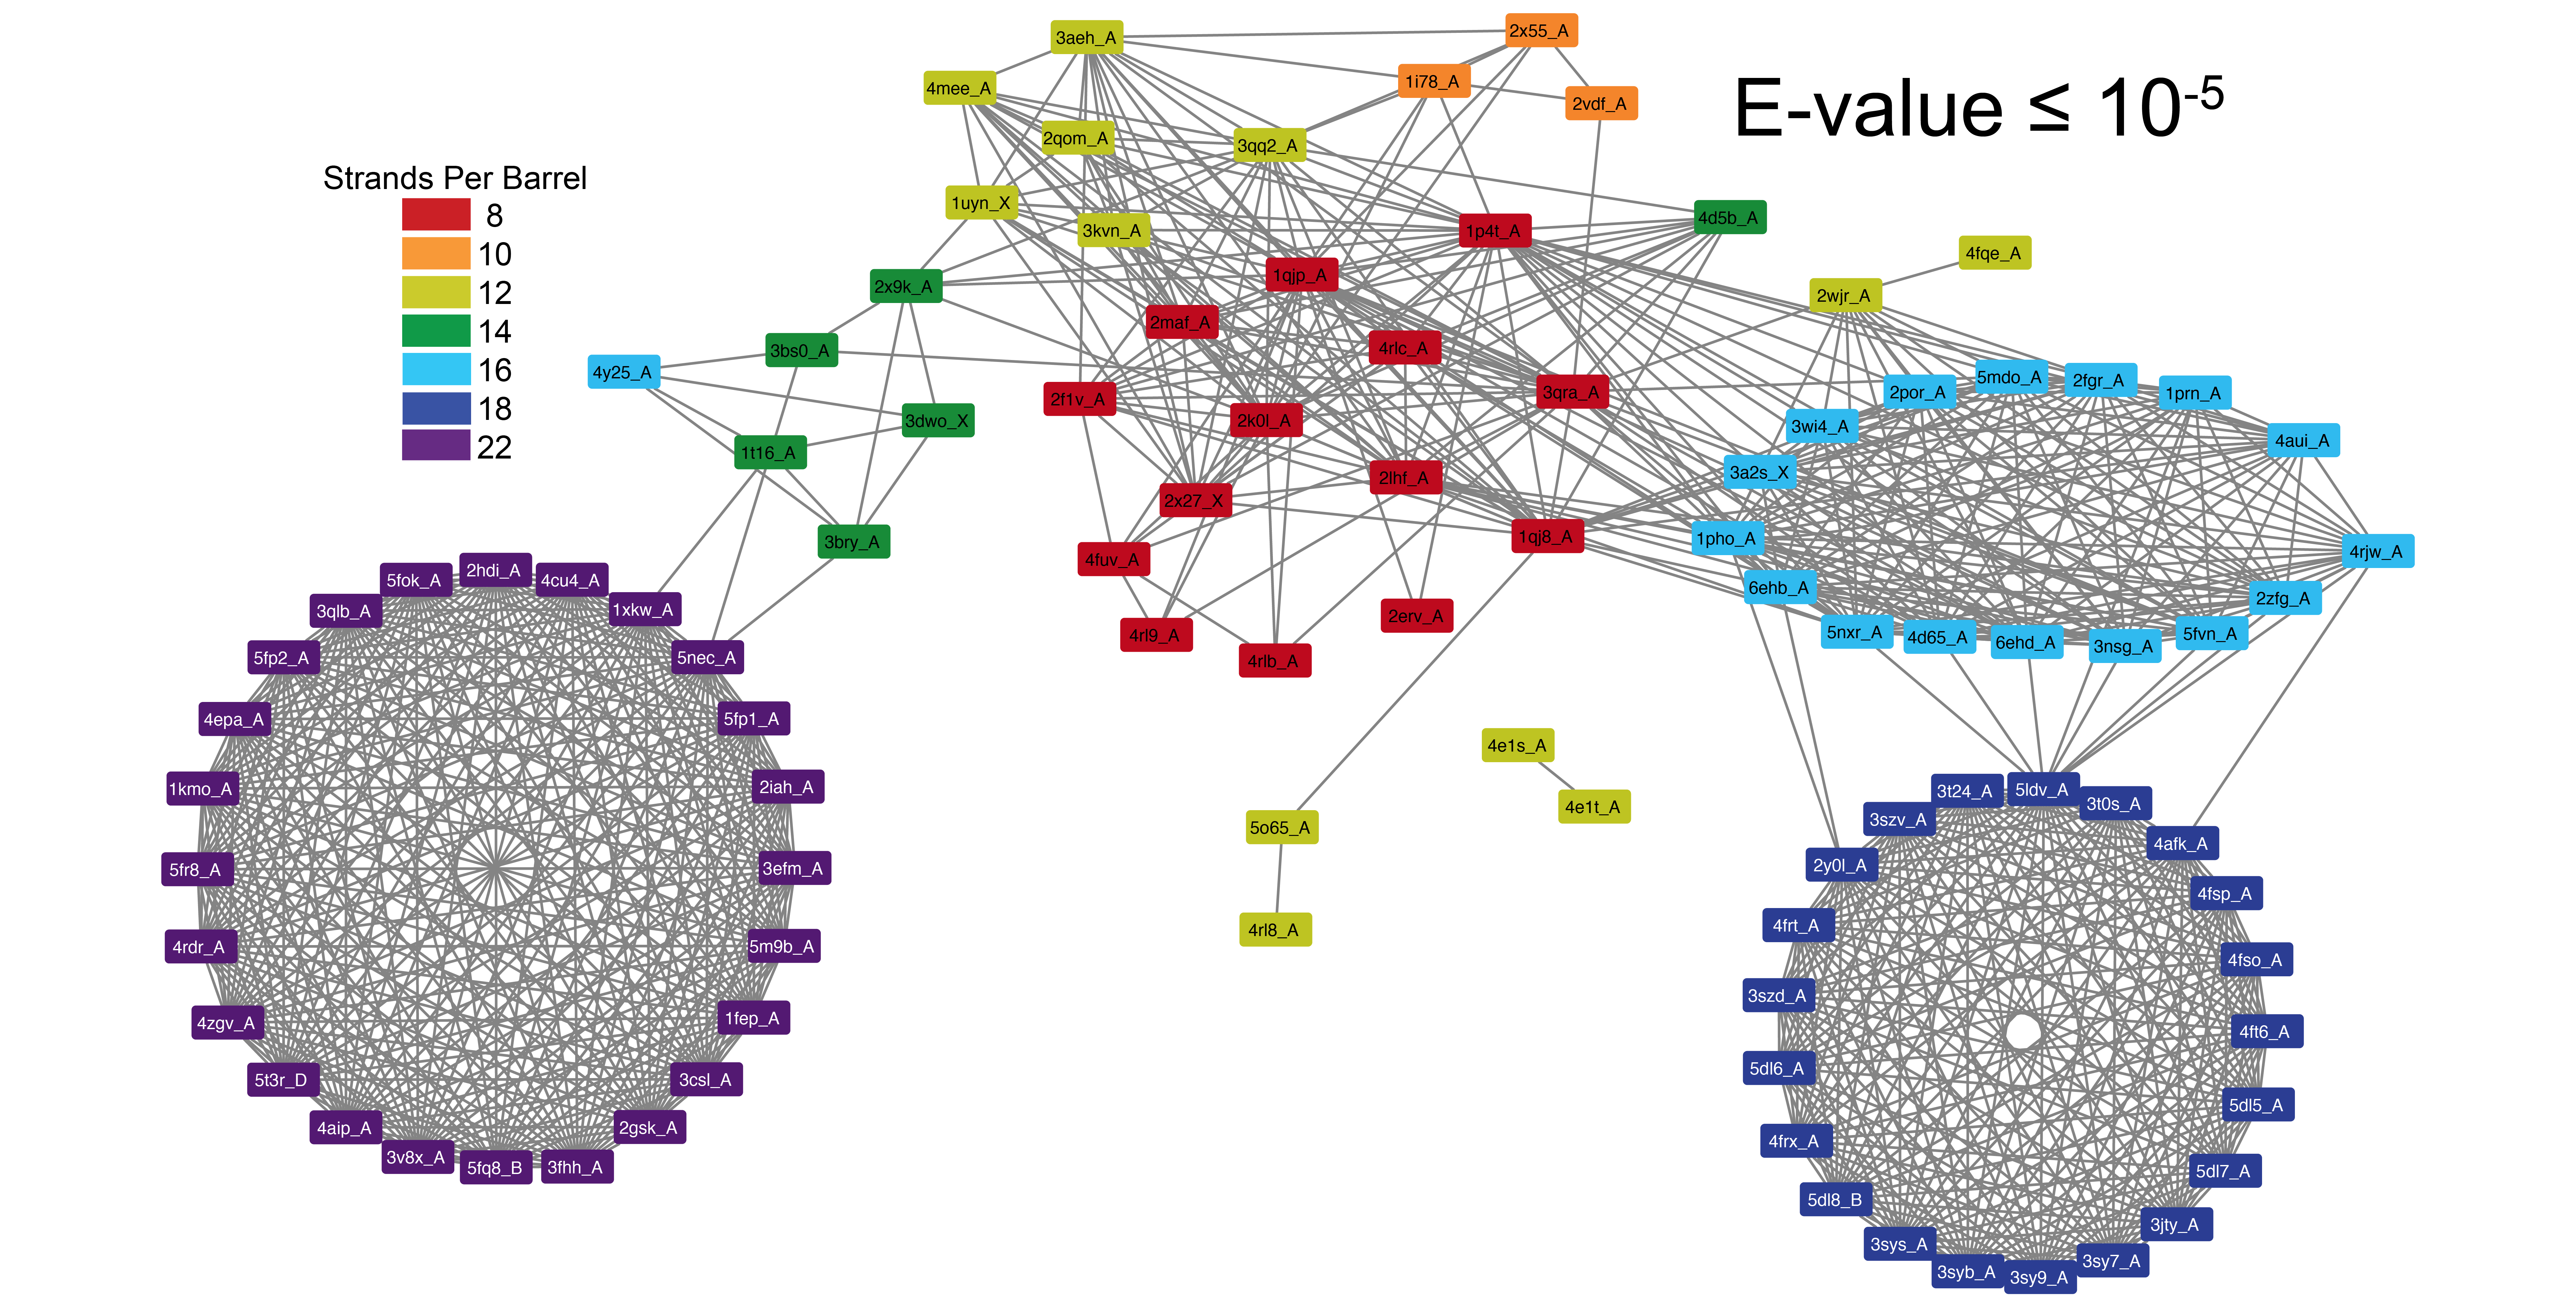 E-value ≤ 10-5
Strands Per Barrel
8
10
12
14
16
18
22
3aeh_A
2x55_A
4mee_A
1i78_A
2vdf_A
2qom_A
3qq2_A
1uyn_X
3kvn_A
1p4t_A
4d5b_A
4fqe_A
2wjr_A
2x9k_A
1qjp_A
2maf_A
3bs0_A
4rlc_A
4y25_A
2f1v_A
3qra_A
2k0l_A
3dwo_X
1t16_A
2lhf_A
2x27_X
1qj8_A
3bry_A
4fuv_A
2erv_A
4rl9_A
4rlb_A
2por_A
5mdo_A
2fgr_A
1prn_A
3wi4_A
4aui_A
3a2s_X
1pho_A
4rjw_A
6ehb_A
2zfg_A
5nxr_A
4d65_A
6ehd_A
3nsg_A
5fvn_A
5fok_A
2hdi_A
4cu4_A
3qlb_A
1xkw_A
5fp2_A
5nec_A
4epa_A
5fp1_A
1kmo_A
2iah_A
5fr8_A
3efm_A
4rdr_A
5m9b_A
4zgv_A
1fep_A
5t3r_D
3csl_A
4aip_A
2gsk_A
3v8x_A
5fq8_B
3fhh_A
4e1s_A
4e1t_A
5o65_A
4rl8_A
3t24_A
5ldv_A
3t0s_A
3szv_A
4afk_A
2y0l_A
4fsp_A
4frt_A
4fso_A
3szd_A
4ft6_A
5dl6_A
5dl5_A
4frx_A
5dl7_A
5dl8_B
3jty_A
3sys_A
3sy7_A
3syb_A
3sy9_A